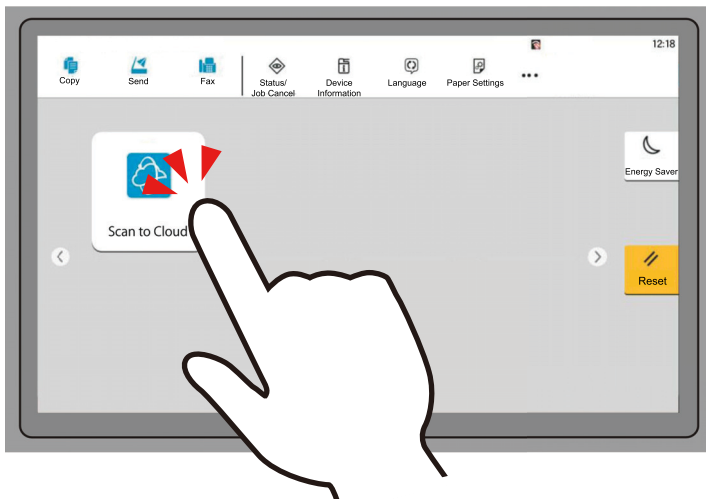 12:18
Copy
Send
Fax
Status/
Job Cancel
Device
Information
Language
Paper Settings
Energy Saver
Scan to Cloud
Reset